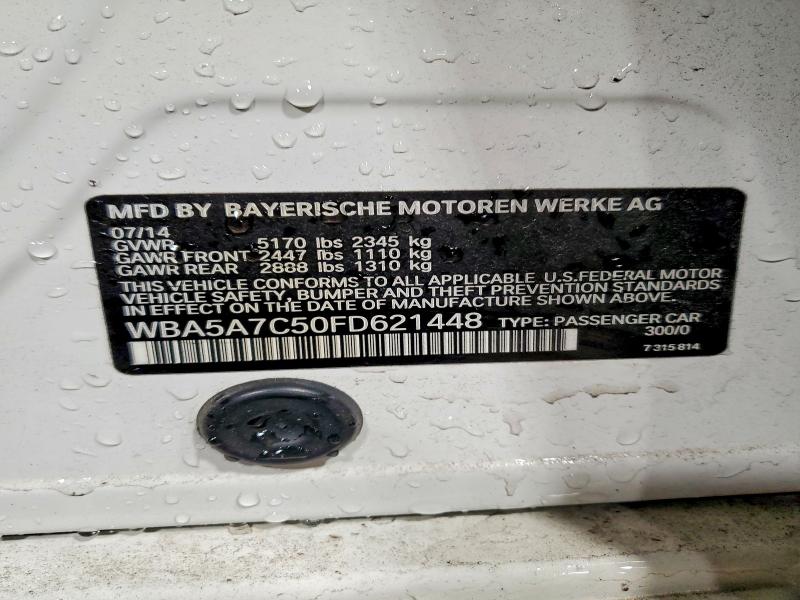 MFD BY BAYERISCHE MOTOREN WERKE AG
07/14
GVWR 5170 lbs 2345 kg
GAWR FRONT 2447 lbs 1110 kg
GAWR REAR 2888 lbs 1310 kg
THIS VEHICLE CONFORMS TO ALL APPLICABLE U.S.FEDERAL MOTOR
VEHICLE SAFETY, BUMPER AND THEFT PREVENTION STANDARDS
IN EFFECT ON THE DATE OF MANUFACTURE SHOWN ABOVE.
WBA5A7C50FD621448 TYPE: PASSENGER CAR
300/0
7 315 814